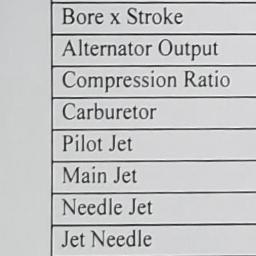 Bore x Stroke
Alternator Output
Compression Ratio
Carburetor
Pilot Jet
Main Jet
Needle Jet
Jet Needle